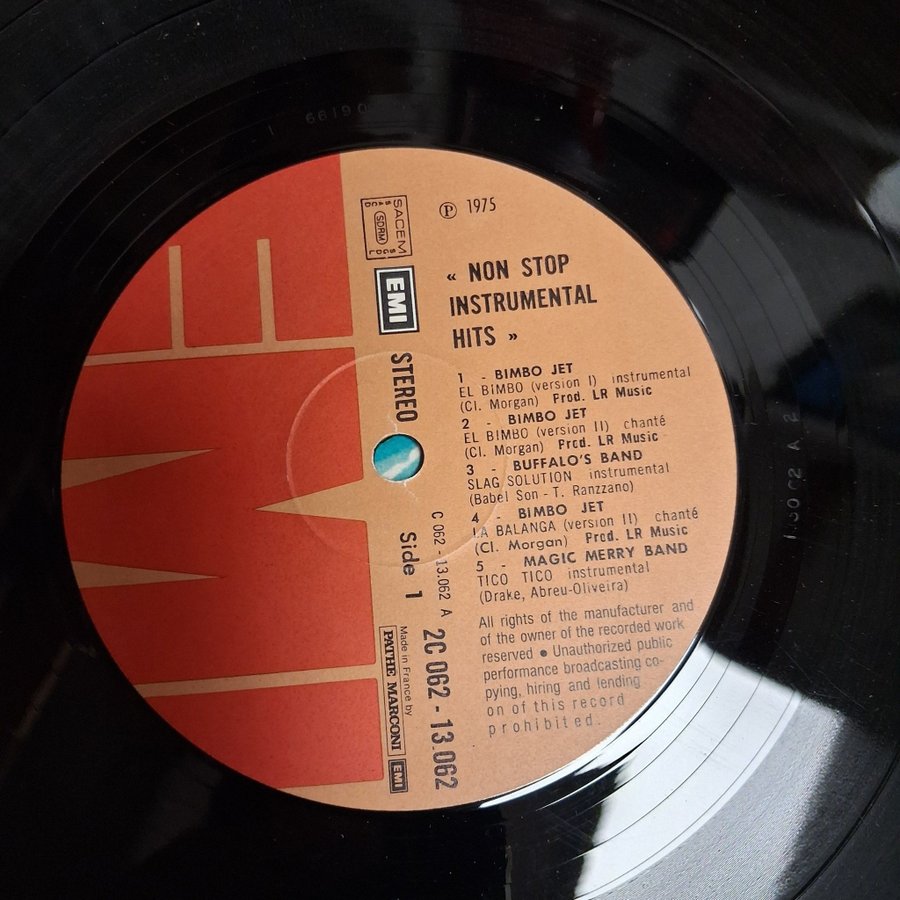 ℗ 1975
« NON STOP
INSTRUMENTAL
HITS »
1 - BIMBO JET
EL BIMBO (version I) instrumental
(Cl. Morgan) Prod. LR Music
2 - BIMBO JET
EL BIMBO (version II) chanté
(Cl. Morgan) Prod. LR Music
3 - BUFFALO'S BAND
SLAG SOLUTION instrumental
(Babel Son - T. Ranzzano)
4 - BIMBO JET
LA BALANGA (version II) chanté
(Cl. Morgan) Prod. LR Music
5 - MAGIC MERRY BAND
TICO TICO instrumental
(Drake, Abreu-Oliveira)
All rights of the manufacturer and
of the owner of the recorded work
reserved ● Unauthorized public
performance broadcasting co-
pying, hiring and lending
on of this record
prohibited.
SACEM
SDRM
SACD
SGDL
EMI
STEREO
Side 1
C 062 - 13.062 A
2C 062 - 13.062
Made in France by
PATHE MARCONI
EMI
EMI
66190